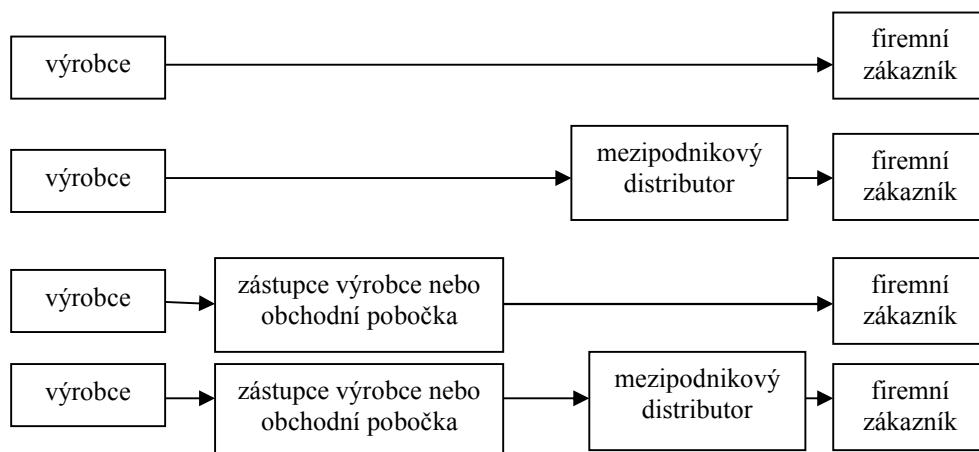 výrobce
firemní
zákazník
výrobce
mezipodnikový
distributor
firemní
zákazník
výrobce
zástupce výrobce nebo
obchodní pobočka
firemní
zákazník
výrobce
zástupce výrobce nebo
obchodní pobočka
mezipodnikový
distributor
firemní
zákazník